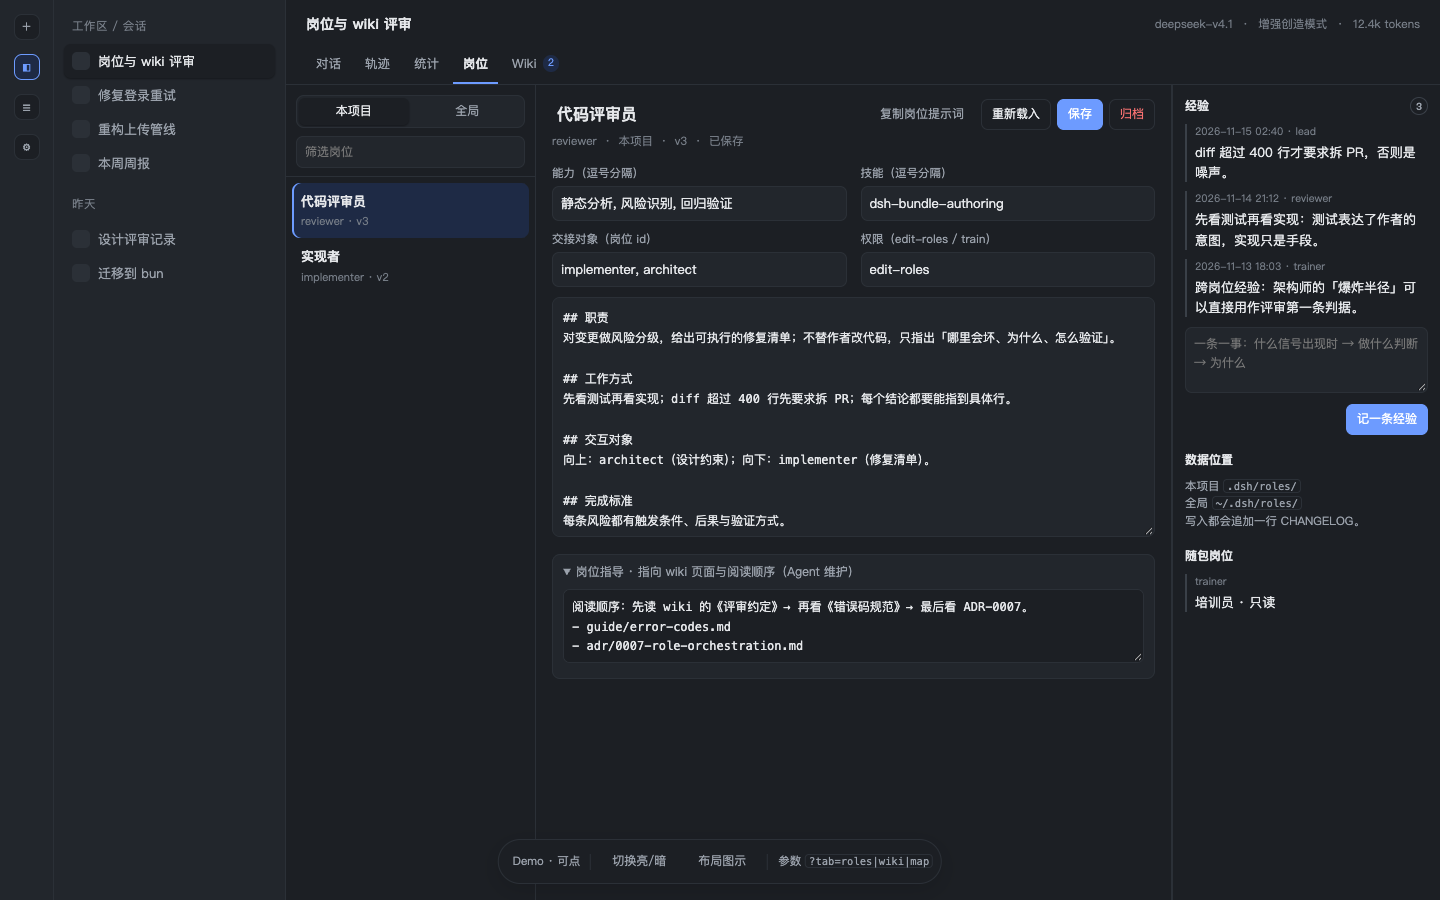 工作区 / 会话
岗位与 wiki 评审
修复登录重试
重构上传管线
本周周报
昨天
设计评审记录
迁移到 bun
岗位与 wiki 评审
deepseek-v4.1 · 增强创造模式 · 12.4k tokens
对话 轨迹 统计 岗位 Wiki 2
本项目 全局
筛选岗位
代码评审员
reviewer · v3
实现者
implementer · v2
代码评审员
复制岗位提示词 重新载入 保存 归档
reviewer · 本项目 · v3 · 已保存
能力（逗号分隔） 技能（逗号分隔）
静态分析, 风险识别, 回归验证 dsh-bundle-authoring
交接对象（岗位 id） 权限（edit-roles / train）
implementer, architect edit-roles
## 职责
对变更做风险分级，给出可执行的修复清单；不替作者改代码，只指出「哪里会坏、为什么、怎么验证」。
## 工作方式
先看测试再看实现；diff 超过 400 行先要求拆 PR；每个结论都要能指到具体行。
## 交互对象
向上：architect（设计约束）；向下：implementer（修复清单）。
## 完成标准
每条风险都有触发条件、后果与验证方式。
▼ 岗位指导 · 指向 wiki 页面与阅读顺序（Agent 维护）
阅读顺序：先读 wiki 的《评审约定》→ 再看《错误码规范》→ 最后看 ADR-0007。
- guide/error-codes.md
- adr/0007-role-orchestration.md
经验 3
2026-11-15 02:40 · lead
diff 超过 400 行才要求拆 PR，否则是
噪声。
2026-11-14 21:12 · reviewer
先看测试再看实现：测试表达了作者的
意图，实现只是手段。
2026-11-13 18:03 · trainer
跨岗位经验：架构师的「爆炸半径」可
以直接用作评审第一条判据。
一条一事：什么信号出现时 → 做什么判断
→ 为什么
记一条经验
数据位置
本项目 .dsh/roles/
全局 ~/.dsh/roles/
写入都会追加一行 CHANGELOG。
随包岗位
trainer
培训员 · 只读
Demo · 可点 切换亮/暗 布局图示 参数 ?tab=roles|wiki|map